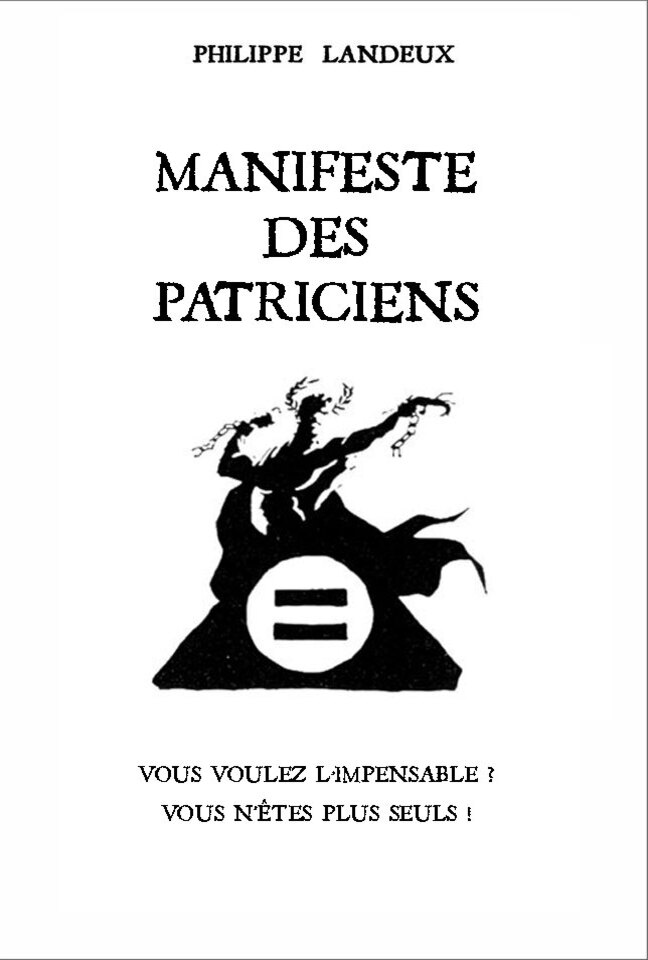 PHILIPPE LANDEUX
MANIFESTE
DES
PATRICIENS
=
VOUS VOULEZ L'IMPENSABLE ?
VOUS N'ÊTES PLUS SEULS !